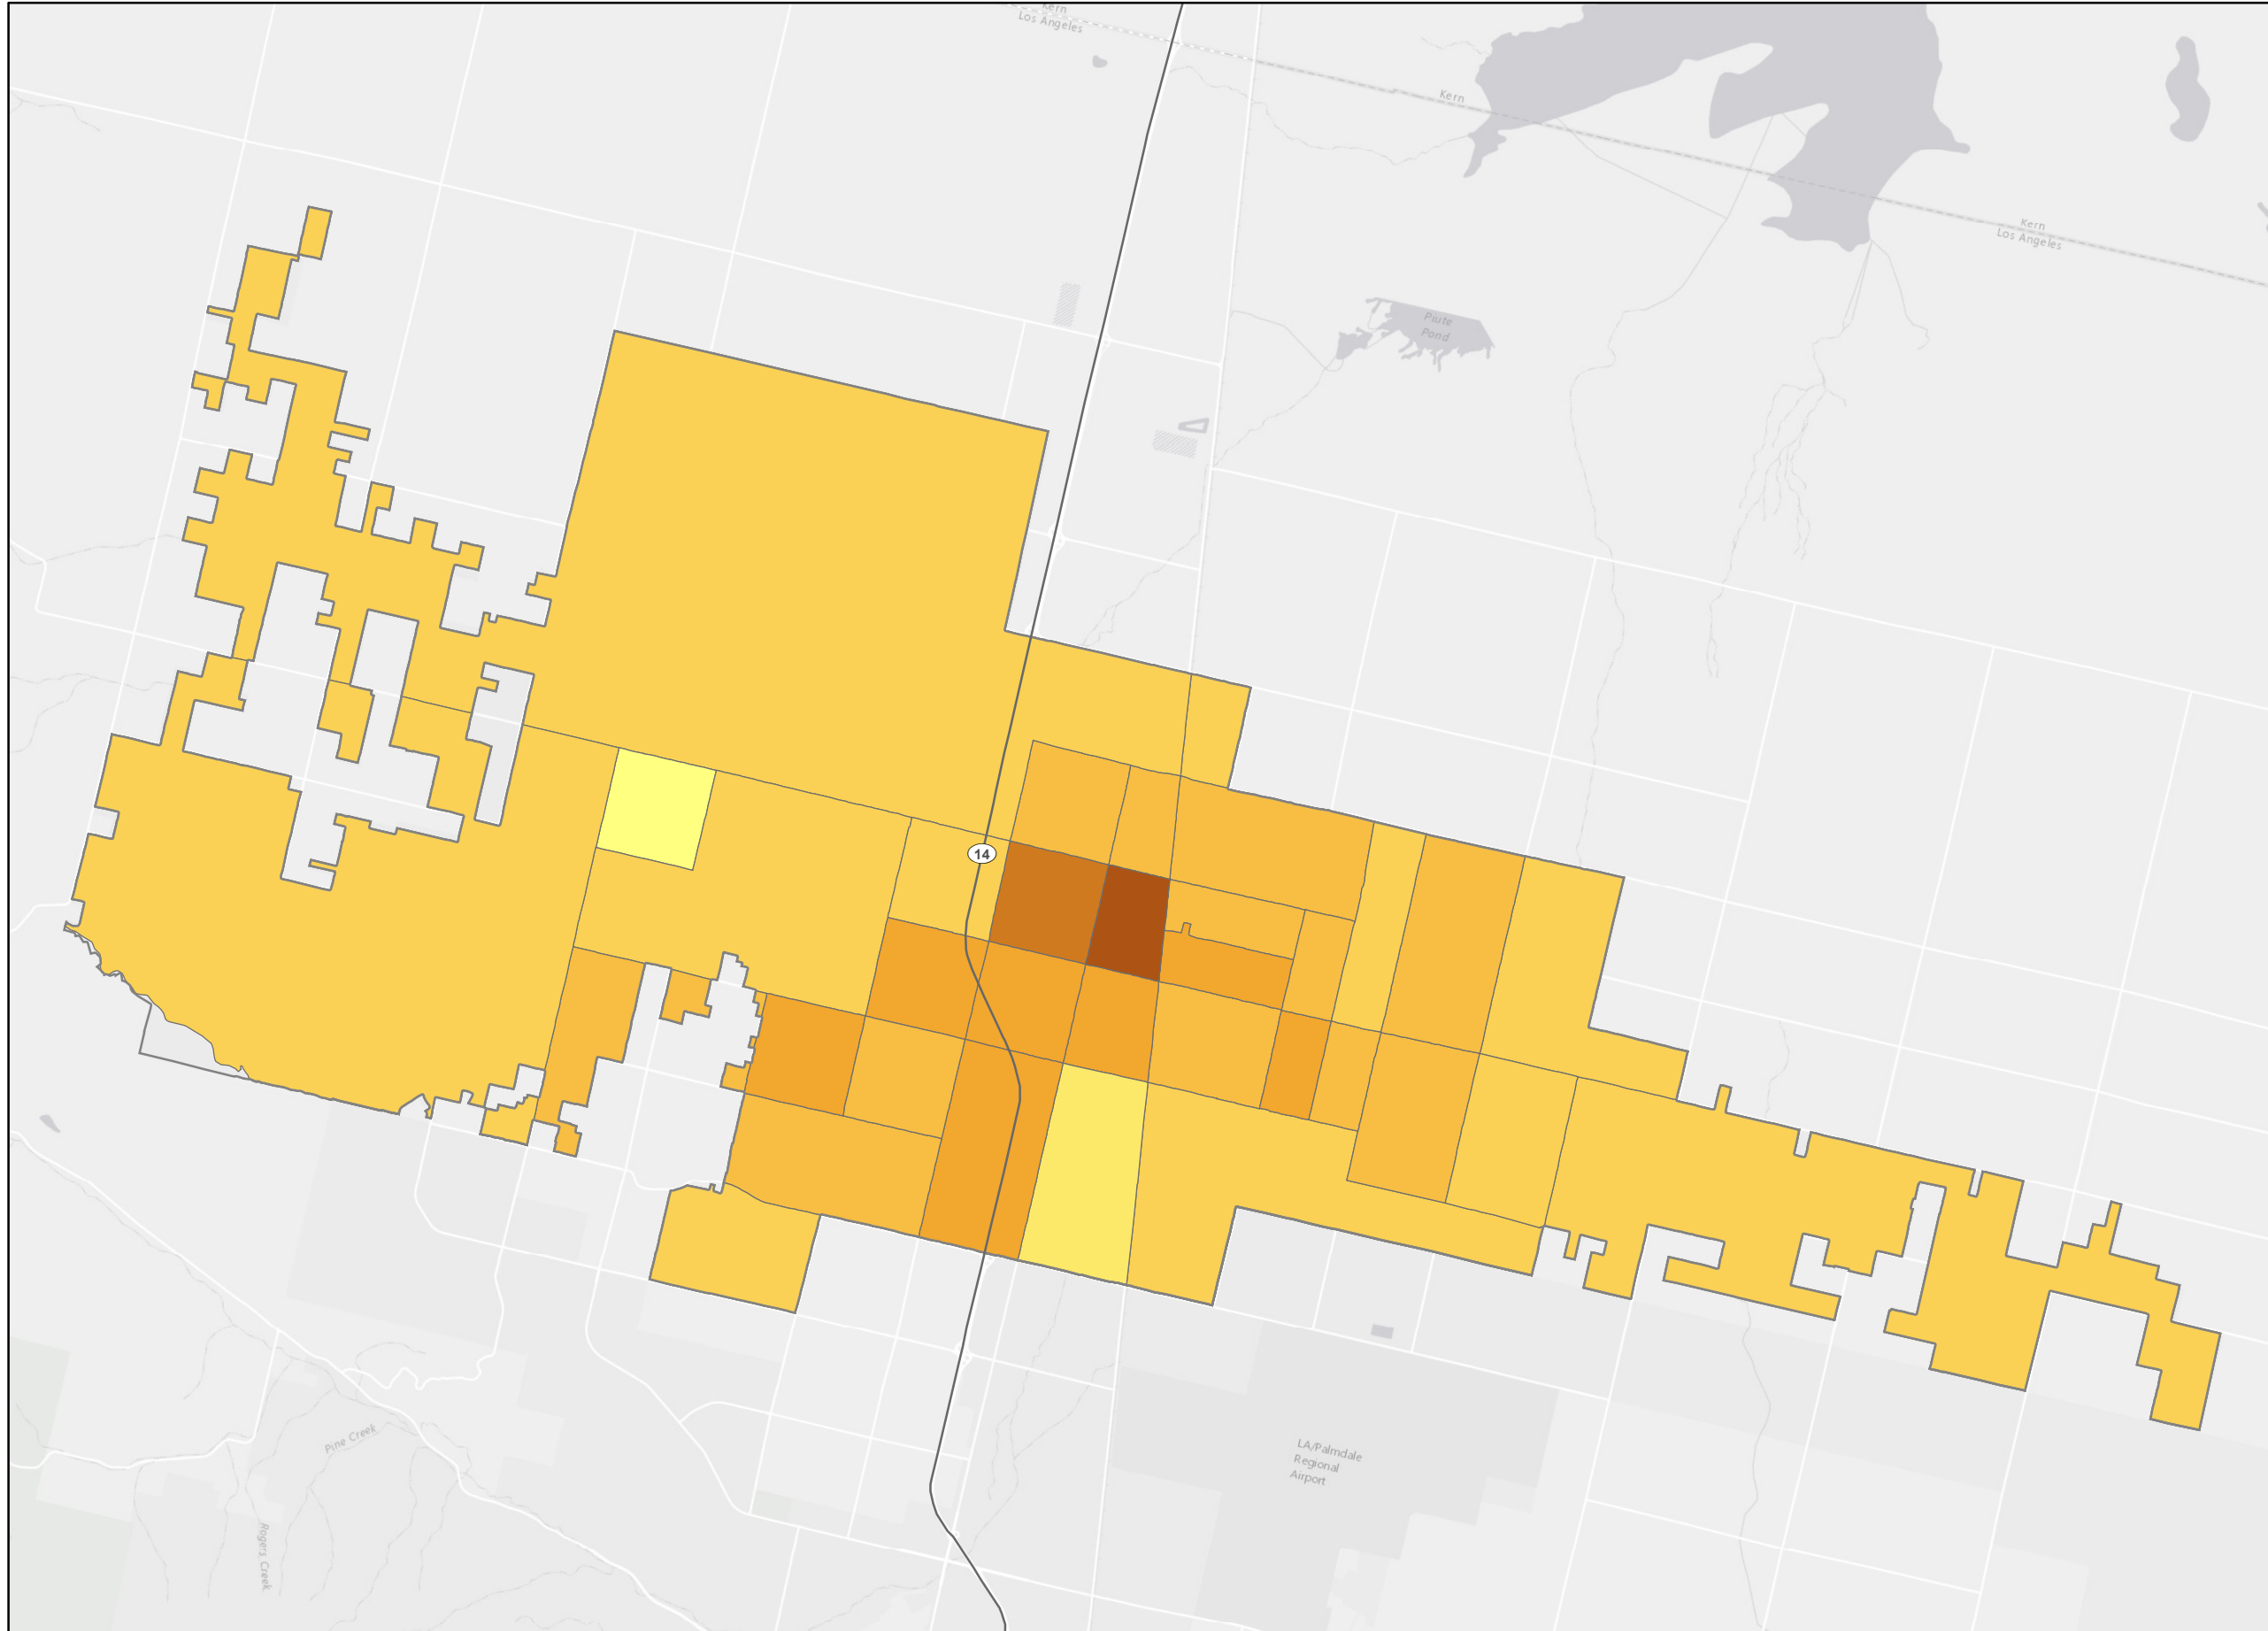 Kern
Los Angeles
Kern
Kern
Los Angeles
Piute
Pond
14
LA/Palmdale
Regional
Airport
Pine Creek
Rogers Creek